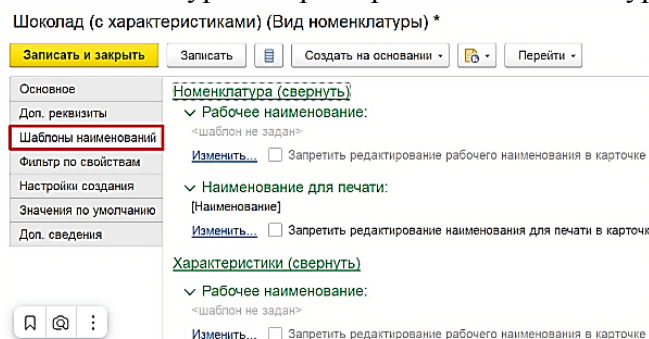 Шоколад (с характеристиками) (Вид номенклатуры) *
Записать и закрыть Записать Создать на основании Перейти
Основное
Доп. реквизиты
Шаблоны наименований
Фильтр по свойствам
Настройки создания
Значения по умолчанию
Доп. сведения
Номенклатура (свернуть)
Рабочее наименование:
<шаблон не задан>
Изменить... Запретить редактирование рабочего наименования в карточке
Наименование для печати:
[Наименование]
Изменить... Запретить редактирование наименования для печати в карточк
Характеристики (свернуть)
Рабочее наименование:
<шаблон не задан>
Изменить... Запретить редактирование рабочего наименования в карточке